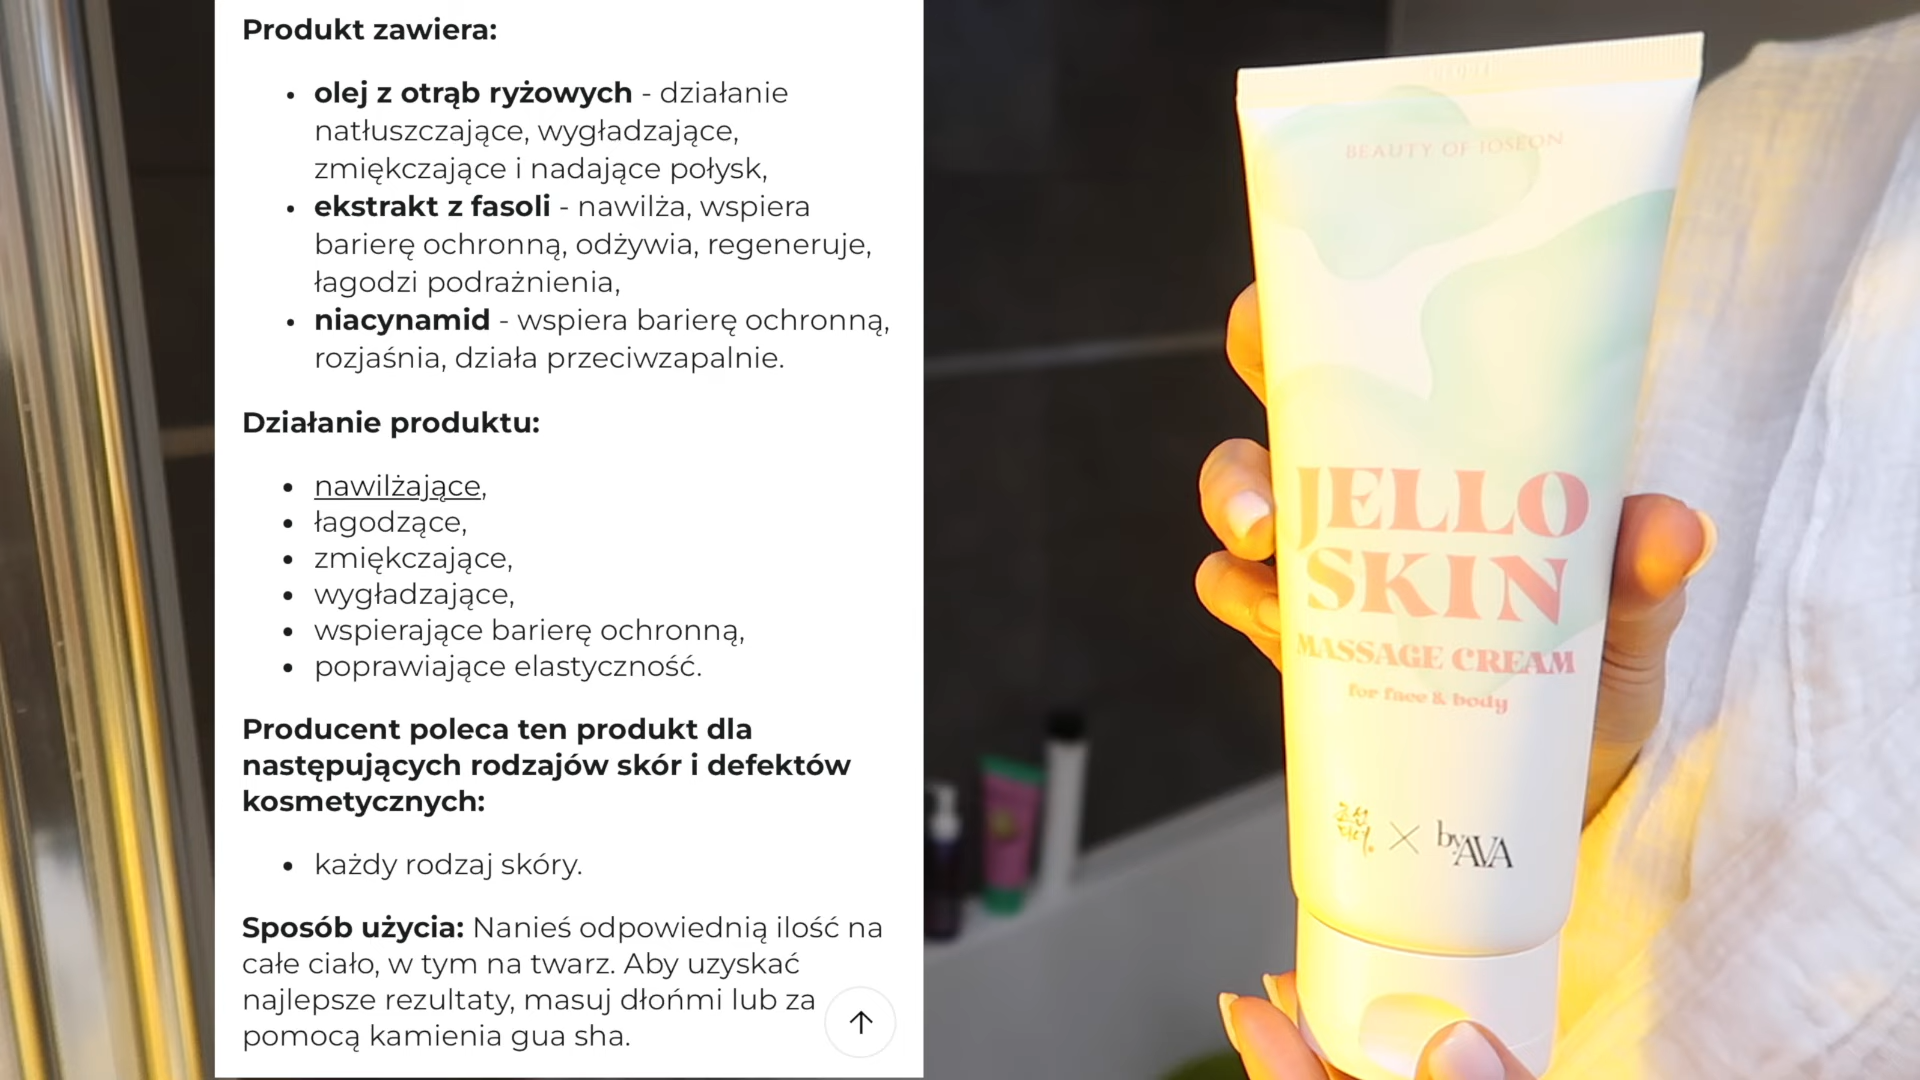 Produkt zawiera:
olej z otrąb ryżowych - działanie
natłuszczające, wygładzające,
zmiękczające i nadające połysk,
ekstrakt z fasoli - nawilża, wspiera
barierę ochronną, odżywia, regeneruje,
łagodzi podrażnienia,
niacynamid - wspiera barierę ochronną,
rozjaśnia, działa przeciwzapalnie.
Działanie produktu:
nawilżające,
łagodzące,
zmiękczające,
wygładzające,
wspierające barierę ochronną,
poprawiające elastyczność.
Producent poleca ten produkt dla
następujących rodzajów skór i defektów
kosmetycznych:
każdy rodzaj skóry.
Sposób użycia: Nanieś odpowiednią ilość na
całe ciało, w tym na twarz. Aby uzyskać
najlepsze rezultaty, masuj dłońmi lub za
pomocą kamienia gua sha.
BEAUTY OF JOSEON
JELLO
SKIN
MASSAGE CREAM
for face & body
조선
미녀 × byAVA